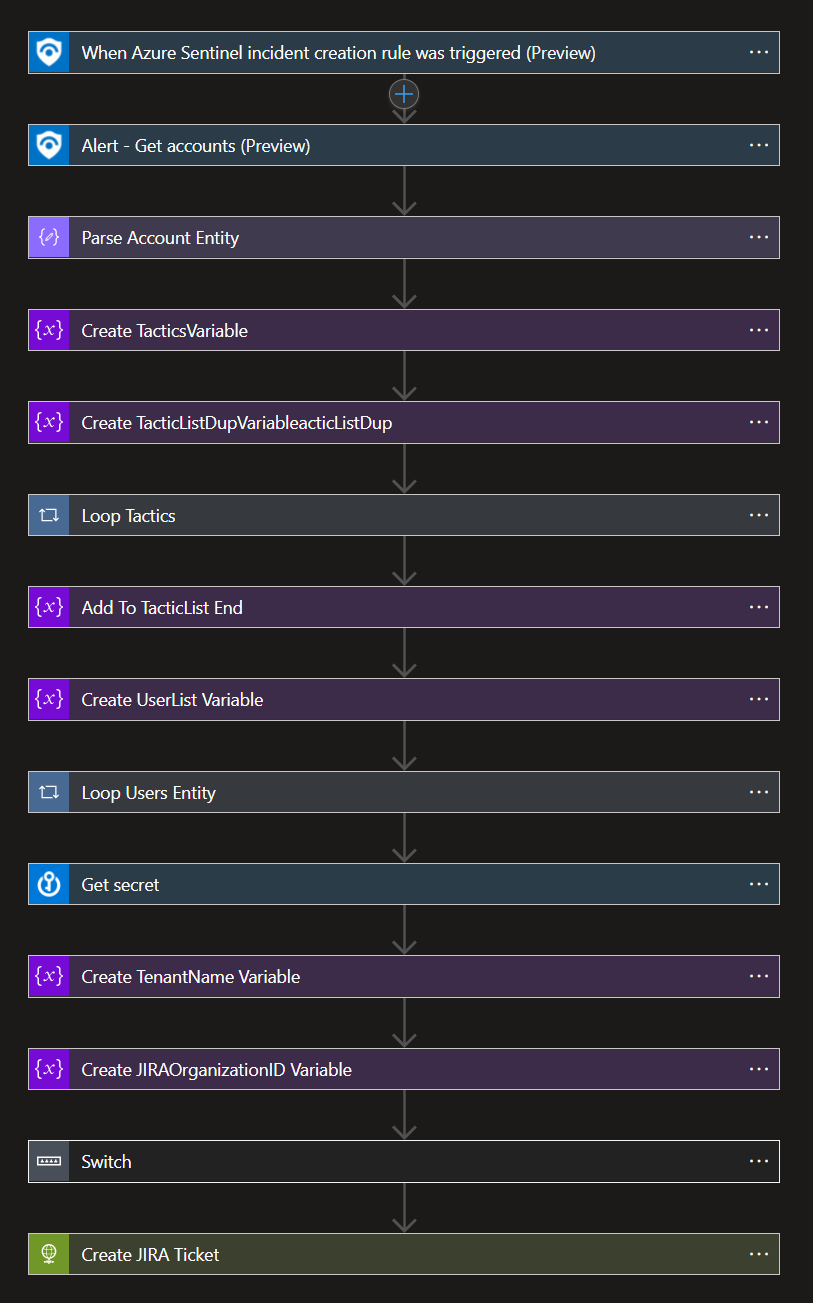 When Azure Sentinel incident creation rule was triggered (Preview)
Alert - Get accounts (Preview)
Parse Account Entity
Create TacticsVariable
Create TacticListDupVariableacticListDup
Loop Tactics
Add To TacticList End
Create UserList Variable
Loop Users Entity
Get secret
Create TenantName Variable
Create JIRAOrganizationID Variable
Switch
Create JIRA Ticket